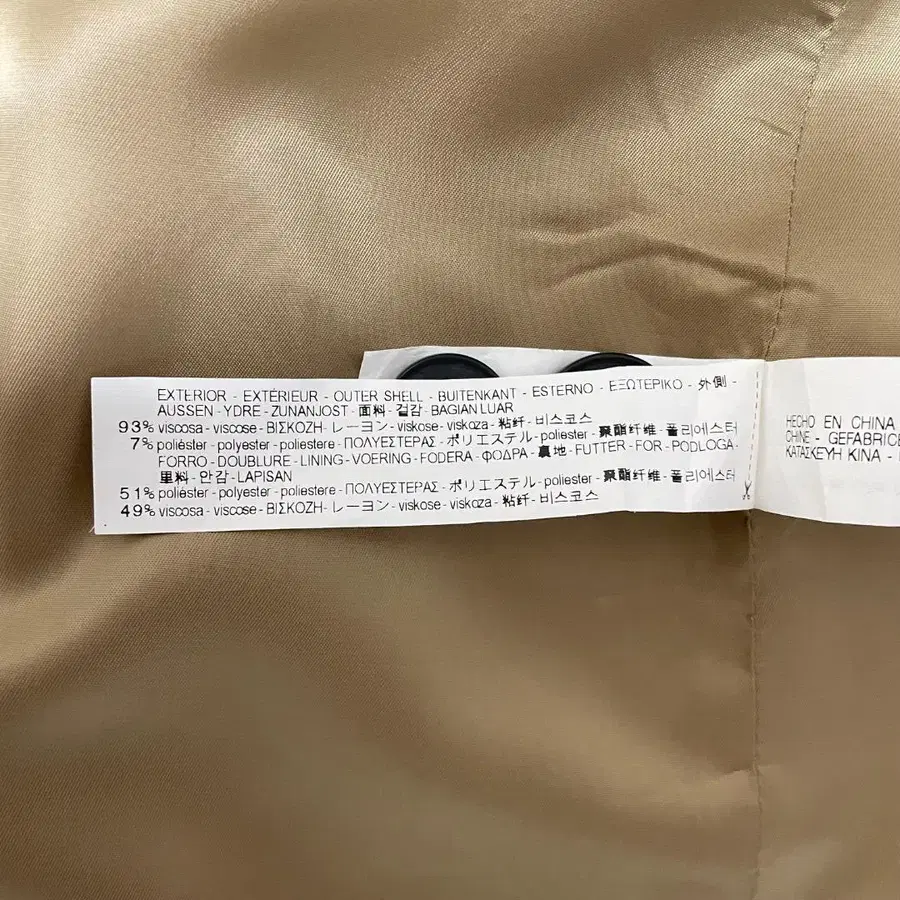 EXTERIOR - EXTÉRIEUR - OUTER SHELL - BUITENKANT - ESTERNO - ΕΞΩΤΕΡΙΚΟ - 外側 -
AUSSEN - YDRE - ZUNANJOST - 面料 - 겉감 - BAGIAN LUAR
93% viscosa - viscose - ΒΙΣΚΟΖΗ - レーヨン - viskose - viskoza - 粘纤 - 비스코스
7% poliéster - polyester - poliestere - ΠΟΛΥΕΣΤΕΡΑΣ - ポリエステル - poliester - 聚酯纤维 - 폴리에스터
FORRO - DOUBLURE - LINING - VOERING - FODERA - ΦΟΔΡΑ - 裏地 - FUTTER - FOR - PODLOGA -
里料 - 안감 - LAPISAN
51% poliéster - polyester - poliestere - ΠΟΛΥΕΣΤΕΡΑΣ - ポリエステル - poliester - 聚酯纤维 - 폴리에스터
49% viscosa - viscose - ΒΙΣΚΟΖΗ - レーヨン - viskose - viskoza - 粘纤 - 비스코스
HECHO EN CHINA
CHINE - GEFABRICE
ΚΑΤΑΣΚΕΥΗ ΚΙΝΑ -